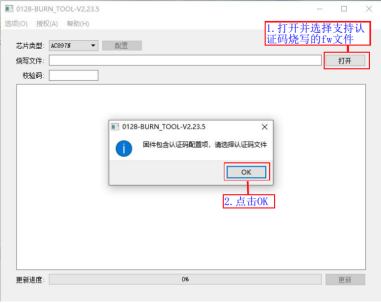 0128-BURN_TOOL-V2.23.5
选项(O) 授权(A) 帮助(H)
1.打开并选择支持认
证码烧写的fw文件
芯片类型: AC897N 配置
烧写文件: 打开
校验码:
0128-BURN_TOOL-V2.23.5
固件包含认证码配置项，请选择认证码文件
OK
2.点击OK
更新进度: 0% 更新